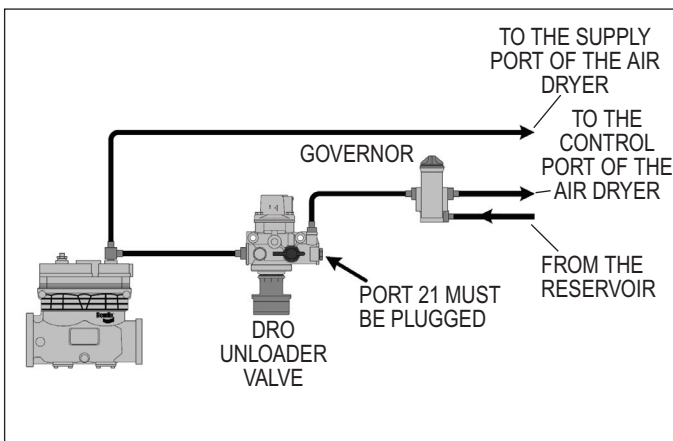 TO THE SUPPLY
PORT OF THE AIR
DRYER
TO THE
CONTROL
PORT OF THE
AIR DRYER
GOVERNOR
FROM THE
RESERVOIR
PORT 21 MUST
BE PLUGGED
DRO
UNLOADER
VALVE
Bendix